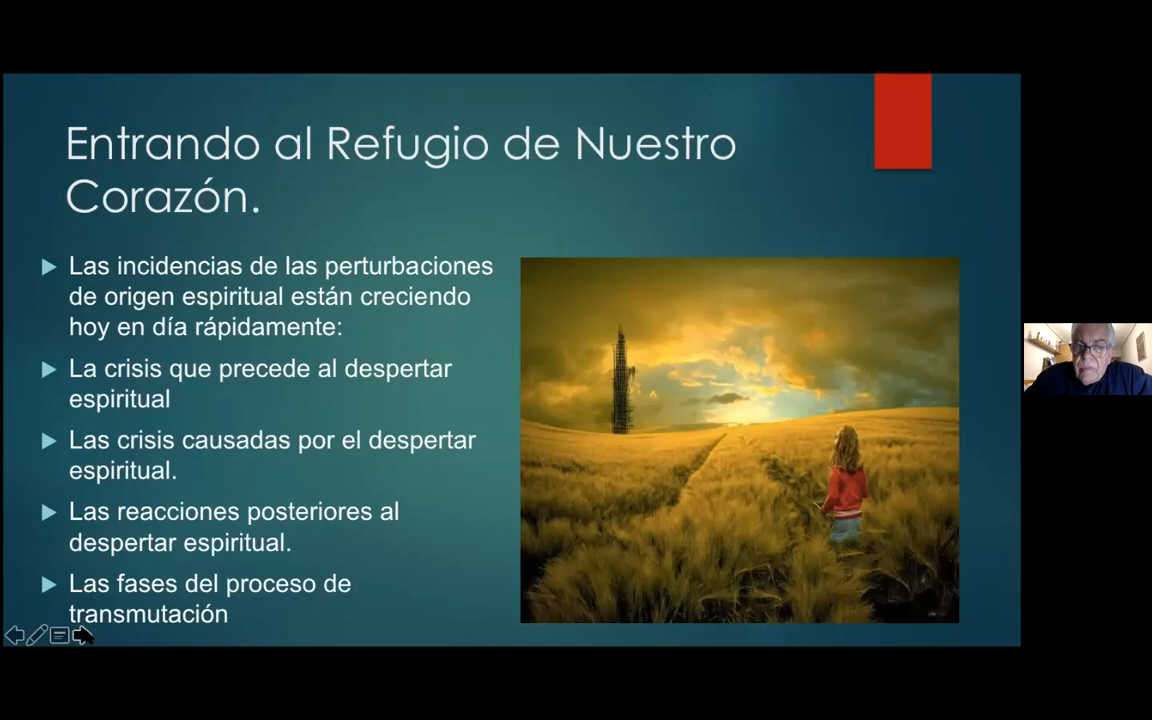 Entrando al Refugio de Nuestro
Corazón.
Las incidencias de las perturbaciones
de origen espiritual están creciendo
hoy en día rápidamente:
La crisis que precede al despertar
espiritual
Las crisis causadas por el despertar
espiritual.
Las reacciones posteriores al
despertar espiritual.
Las fases del proceso de
transmutación